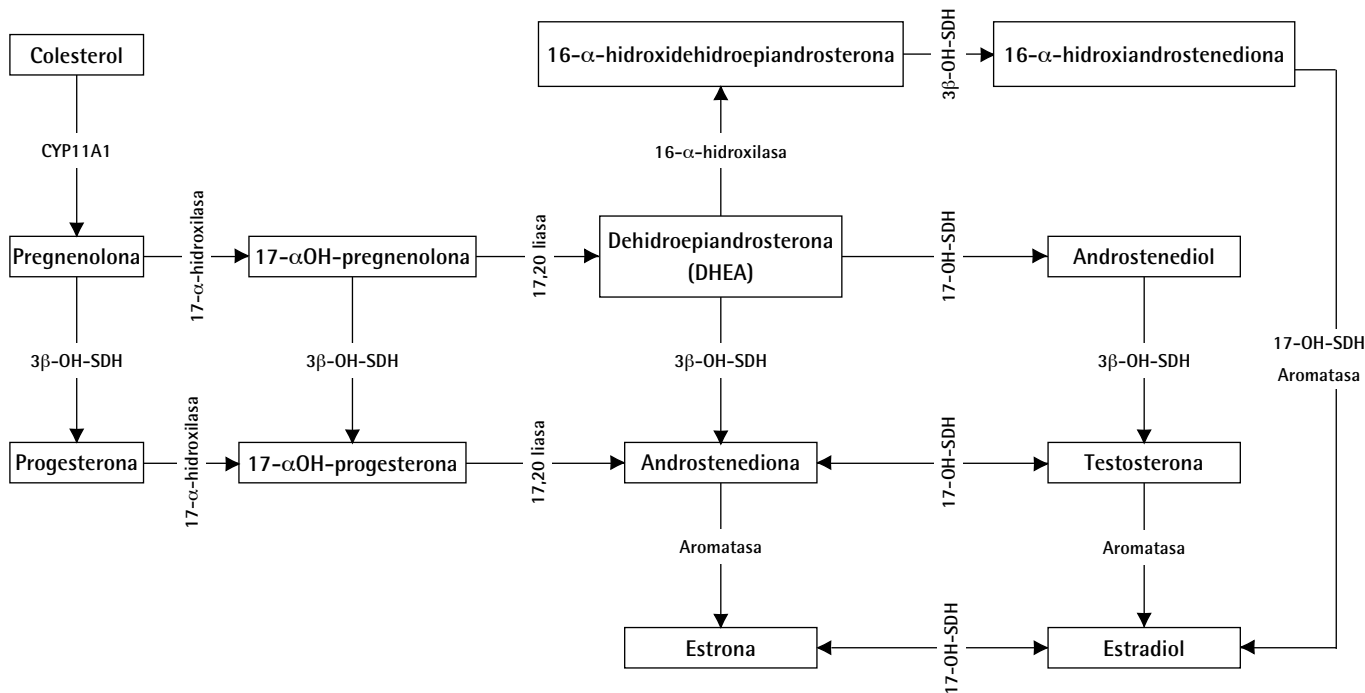 Colesterol
16-α-hidroxidehidroepiandrosterona
3β-OH-SDH
16-α-hidroxiandrostenediona
CYP11A1
16-α-hidroxilasa
Pregnenolona
17-α-hidroxilasa
17-αOH-pregnenolona
17,20 liasa
Dehidroepiandrosterona
(DHEA)
17-OH-SDH
Androstenediol
3β-OH-SDH
3β-OH-SDH
3β-OH-SDH
3β-OH-SDH
17-OH-SDH
Aromatasa
Progesterona
17-α-hidroxilasa
17-αOH-progesterona
17,20 liasa
Androstenediona
17-OH-SDH
Testosterona
Aromatasa
Aromatasa
Estrona
17-OH-SDH
Estradiol